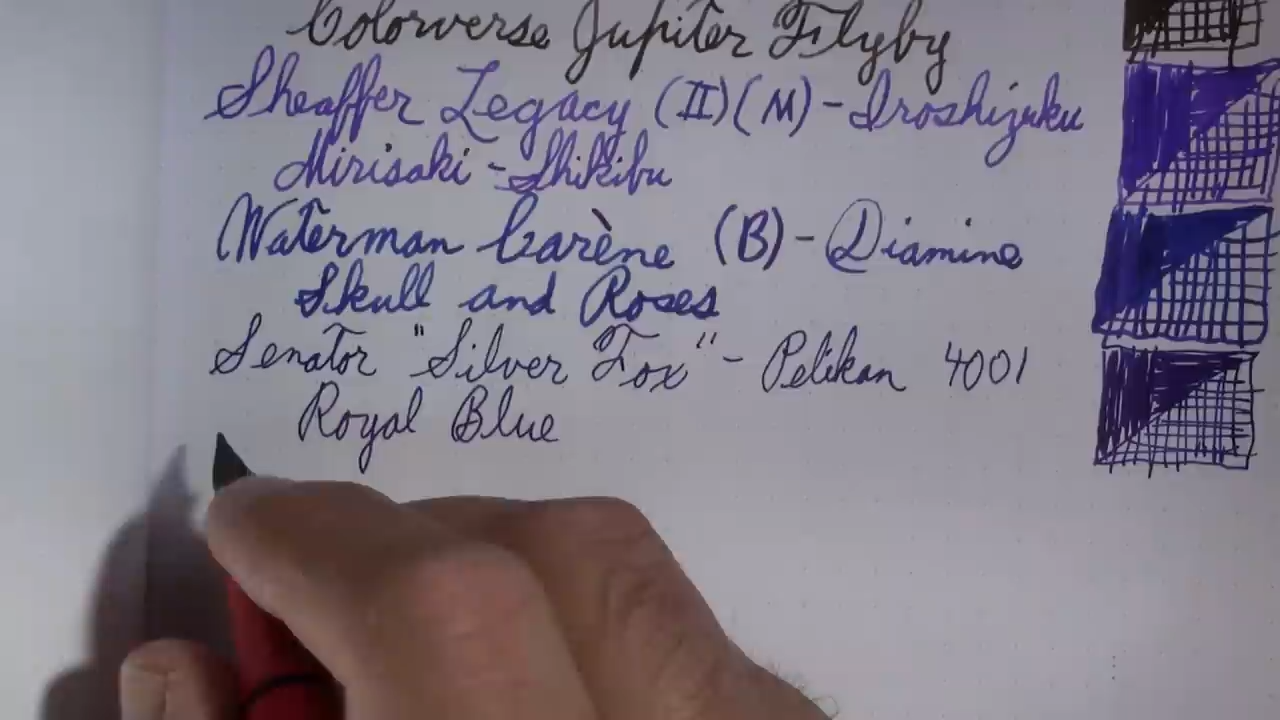 Colorverse Jupiter Flyby
Sheaffer Legacy (II)(M) - Iroshizuku
Mirisaki - Shikibu
Waterman Carène (B) - Diamine
Skull and Roses
Senator "Silver Fox" - Pelikan 4001
Royal Blue